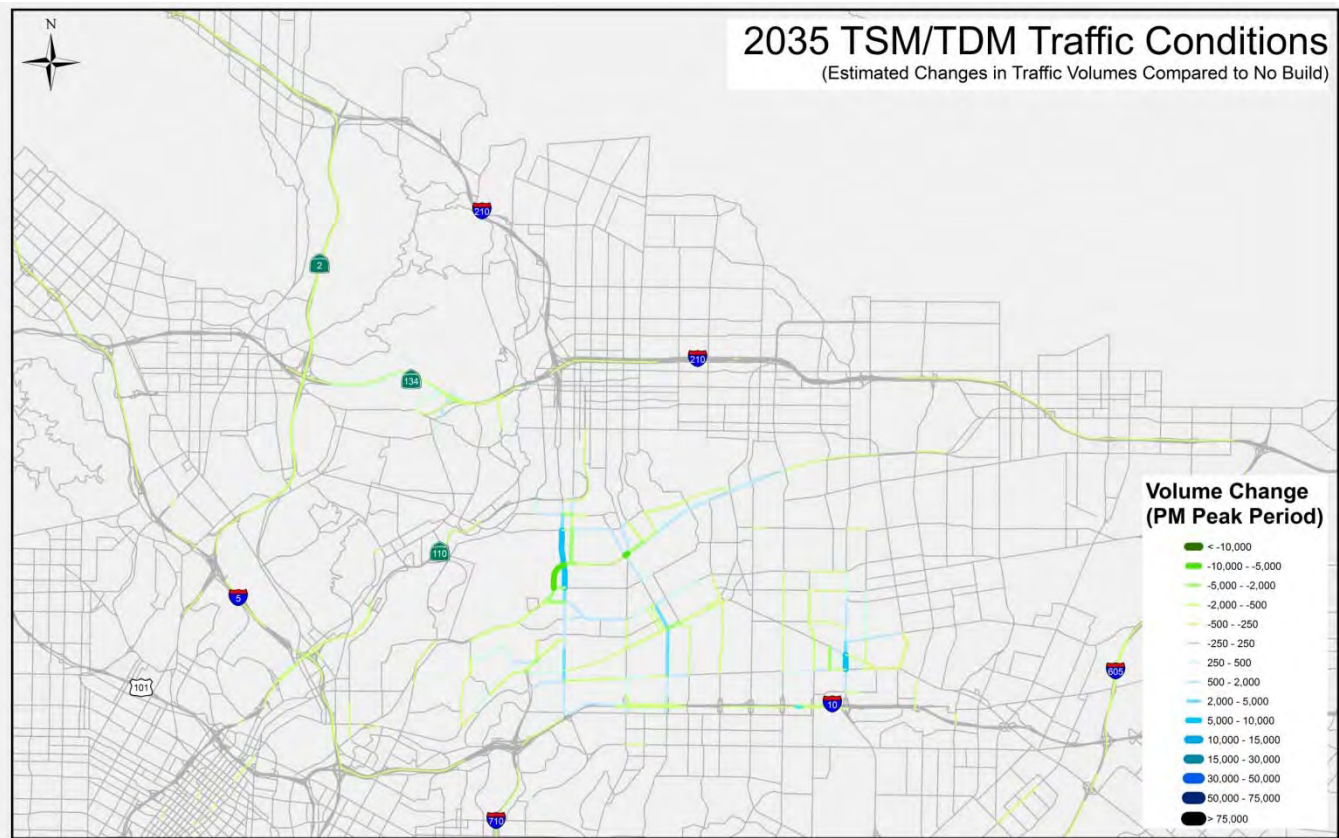 N
2035 TSM/TDM Traffic Conditions
(Estimated Changes in Traffic Volumes Compared to No Build)
210
2
210
134
110
5
101
605
10
710
Volume Change
(PM Peak Period)
< -10,000
-10,000 - -5,000
-5,000 - -2,000
-2,000 - -500
-500 - -250
-250 - 250
250 - 500
500 - 2,000
2,000 - 5,000
5,000 - 10,000
10,000 - 15,000
15,000 - 30,000
30,000 - 50,000
50,000 - 75,000
> 75,000